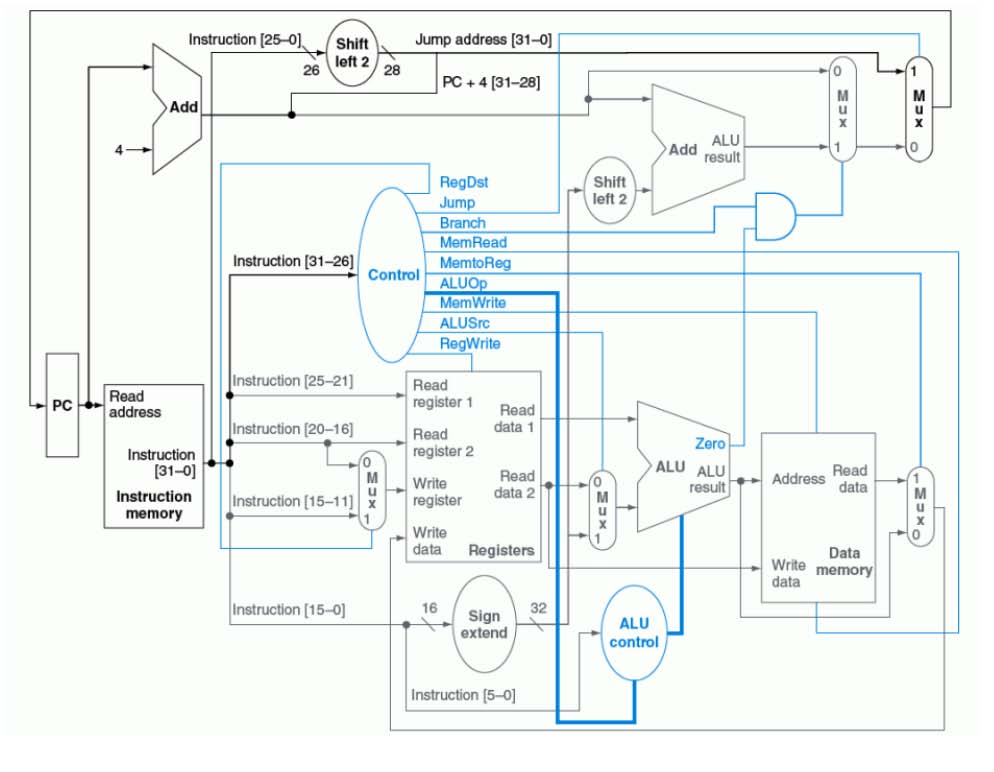 Instruction [25–0]
Shift
left 2
Jump address [31–0]
26
28
PC + 4 [31–28]
Add
4
0
M
u
x
1
1
M
u
x
0
Add
ALU
result
Shift
left 2
RegDst
Jump
Branch
MemRead
MemtoReg
ALUOp
MemWrite
ALUSrc
RegWrite
Instruction [31–26]
Control
PC
Read
address
Instruction
[31–0]
Instruction
memory
Instruction [25–21]
Instruction [20–16]
Instruction [15–11]
0
M
u
x
1
Read
register 1
Read
register 2
Write
register
Write
data
Read
data 1
Read
data 2
Registers
0
M
u
x
1
Zero
ALU
ALU
result
Address
Read
data
Write
data
Data
memory
1
M
u
x
0
Instruction [15–0]
16
Sign
extend
32
ALU
control
Instruction [5–0]